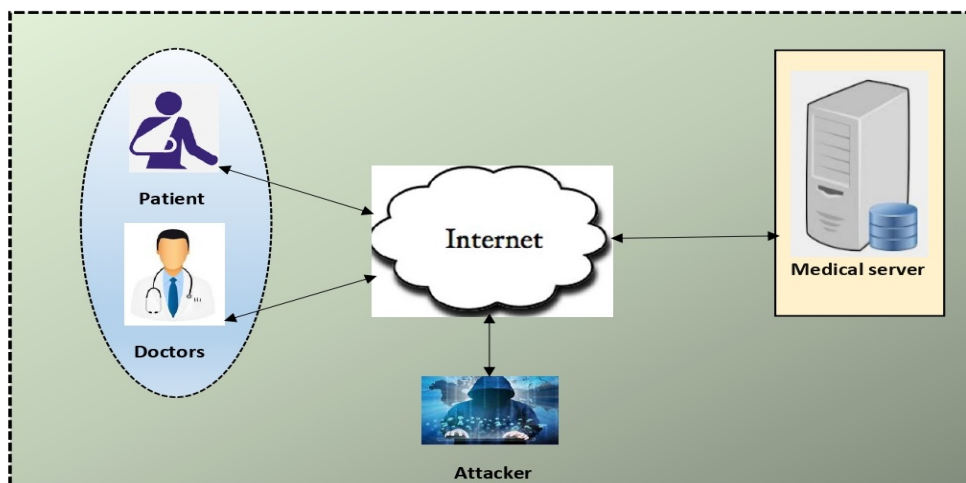 Patient
Doctors
Internet
Medical server
Attacker